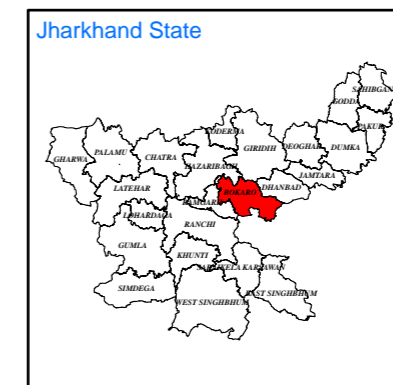 Jharkhand State
SAHIBGAN
GODDA
PAKUR
KODERMA
GIRIDIH
DEOGHAR
DUMKA
GHARWA
PALAMU
CHATRA
HAZARIBAGH
JAMTARA
LATEHAR
BOKARO
DHANBAD
RAMGARH
LOHARDAGA
RANCHI
GUMLA
KHUNTI
SARAIKELA KARSAWAN
SIMDEGA
WEST SINGHBHUM
EAST SINGHBHUM